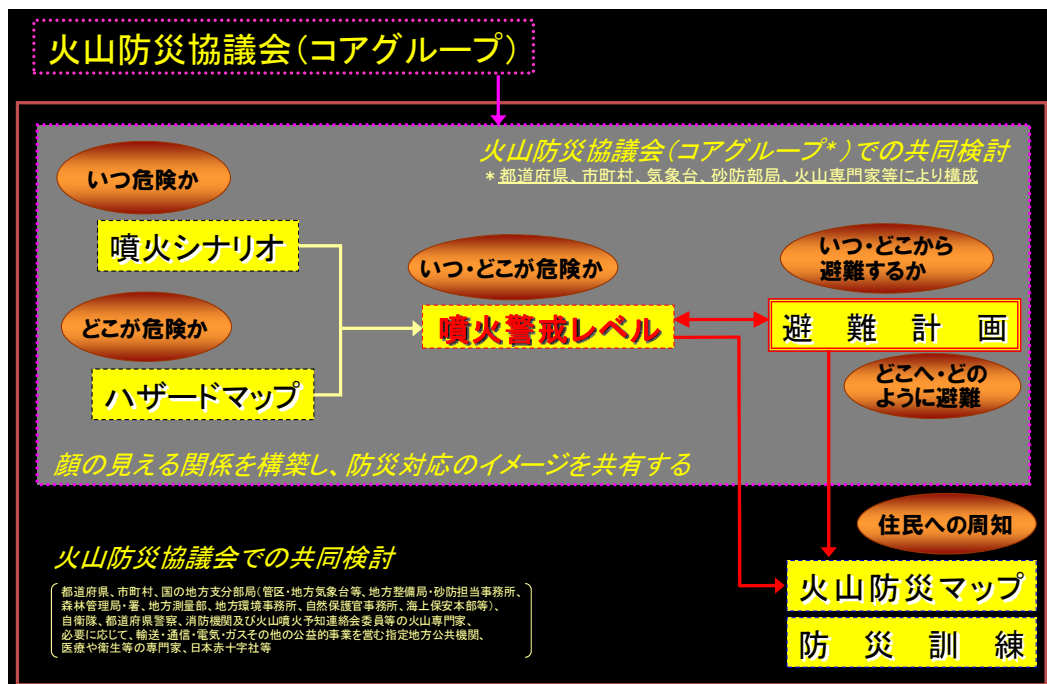 火山防災協議会(コアグループ)
火山防災協議会(コアグループ*)での共同検討
*都道府県、市町村、気象台、砂防部局、火山専門家等により構成
いつ危険か
噴火シナリオ
どこが危険か
ハザードマップ
いつ・どこが危険か
噴火警戒レベル
いつ・どこから
避難するか
避難計画
どこへ・どの
ように避難
顔の見える関係を構築し、防災対応のイメージを共有する
火山防災協議会での共同検討
都道府県、市町村、国の地方支分部局(管区・地方気象台等、地方整備局・砂防担当事務所、
森林管理局・署、地方測量部、地方環境事務所、自然保護官事務所、海上保安本部等)、
自衛隊、都道府県警察、消防機関及び火山噴火予知連絡会委員等の火山専門家、
必要に応じて、輸送・通信・電気・ガスその他の公益的事業を営む指定地方公共機関、
医療や衛生等の専門家、日本赤十字社等
住民への周知
火山防災マップ
防災訓練